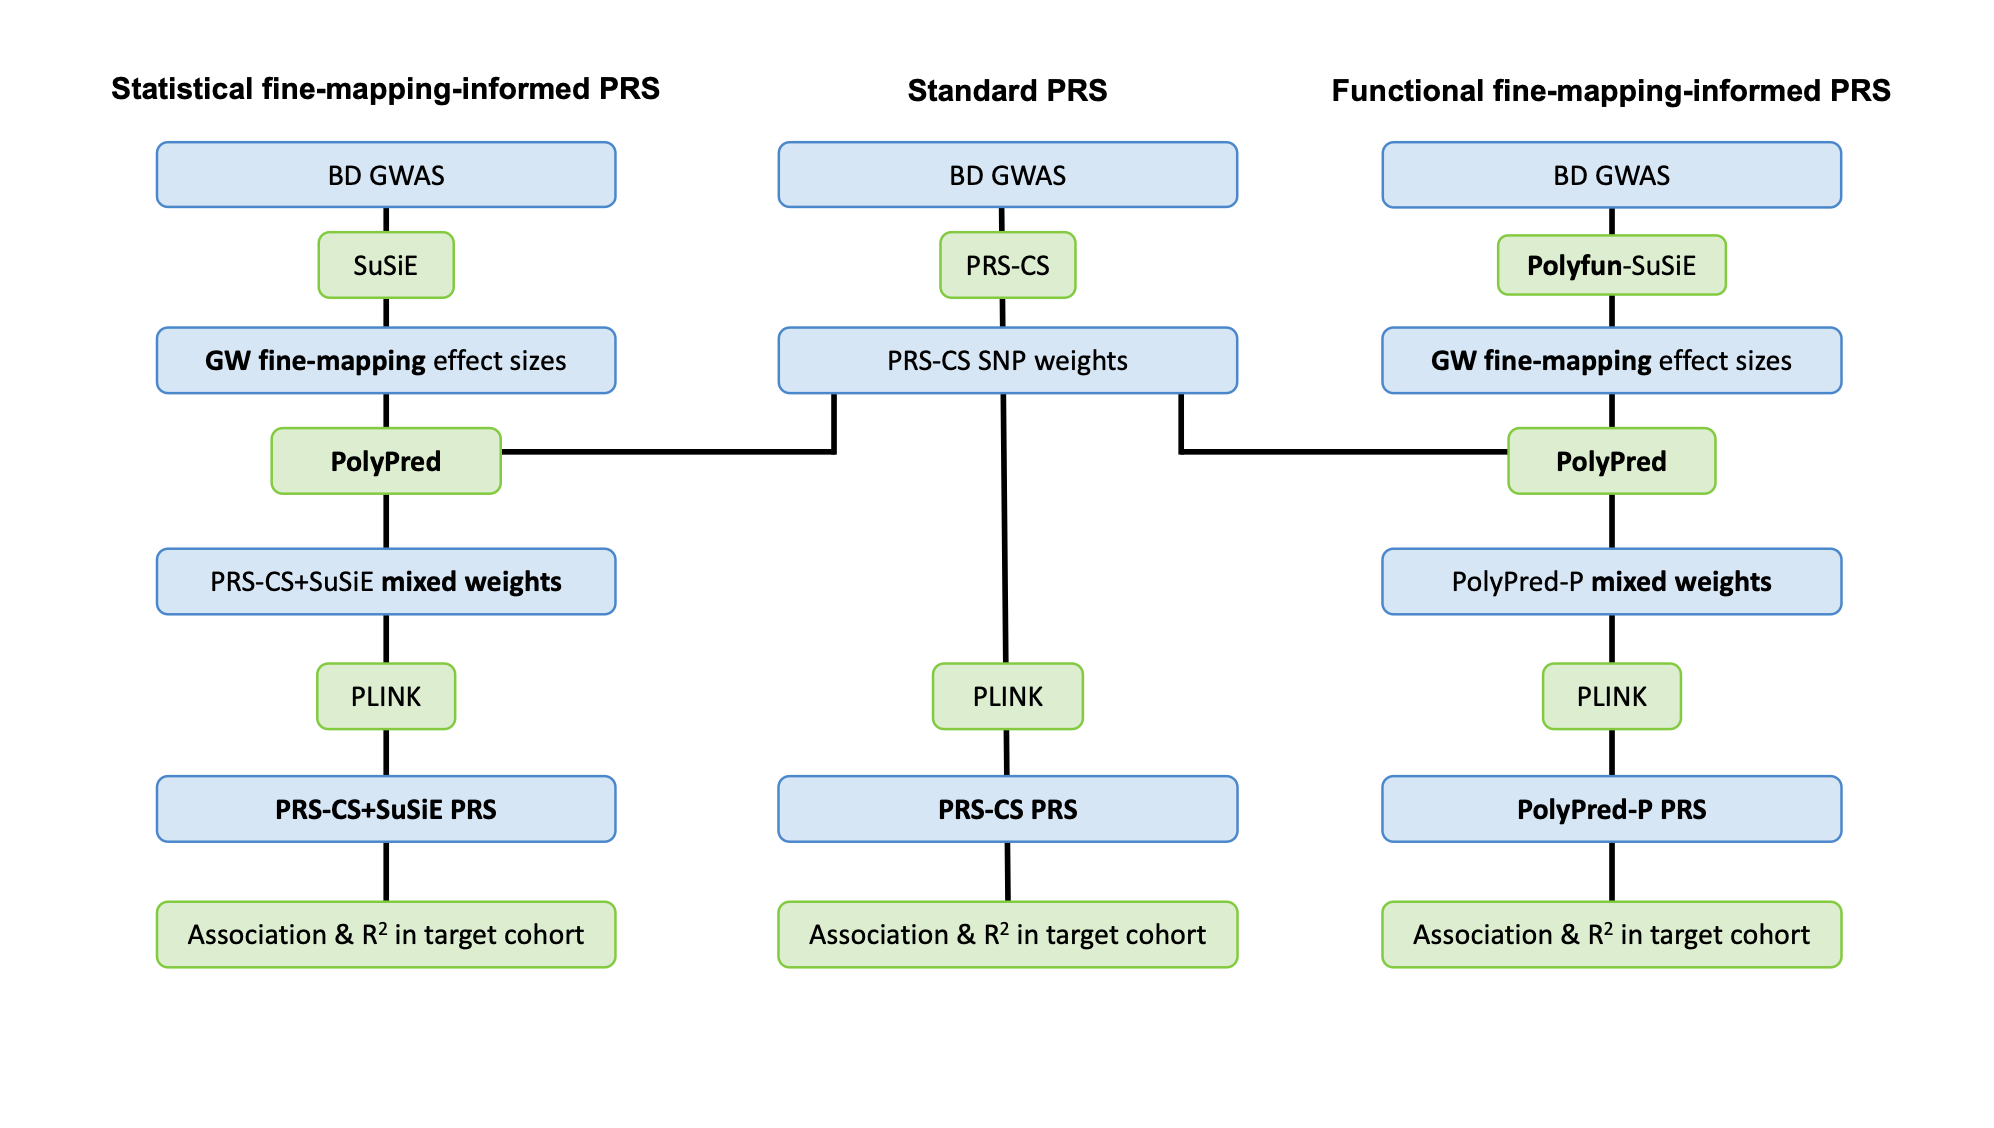 Statistical fine-mapping-informed PRS
BD GWAS
SuSiE
GW fine-mapping effect sizes
PolyPred
PRS-CS+SuSiE mixed weights
PLINK
PRS-CS+SuSiE PRS
Association & R² in target cohort
Standard PRS
BD GWAS
PRS-CS
PRS-CS SNP weights
PLINK
PRS-CS PRS
Association & R² in target cohort
Functional fine-mapping-informed PRS
BD GWAS
Polyfun-SuSiE
GW fine-mapping effect sizes
PolyPred
PolyPred-P mixed weights
PLINK
PolyPred-P PRS
Association & R² in target cohort